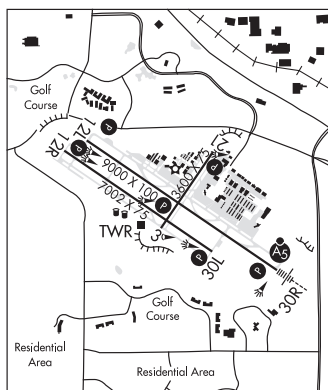 Golf
Course
12L
P
12R
P
21
P
9000 X 100
3600 X 75
7002 X 75
P
TWR
3
A5
P
30L
P
30R
Golf
Course
Residential
Area
Residential Area